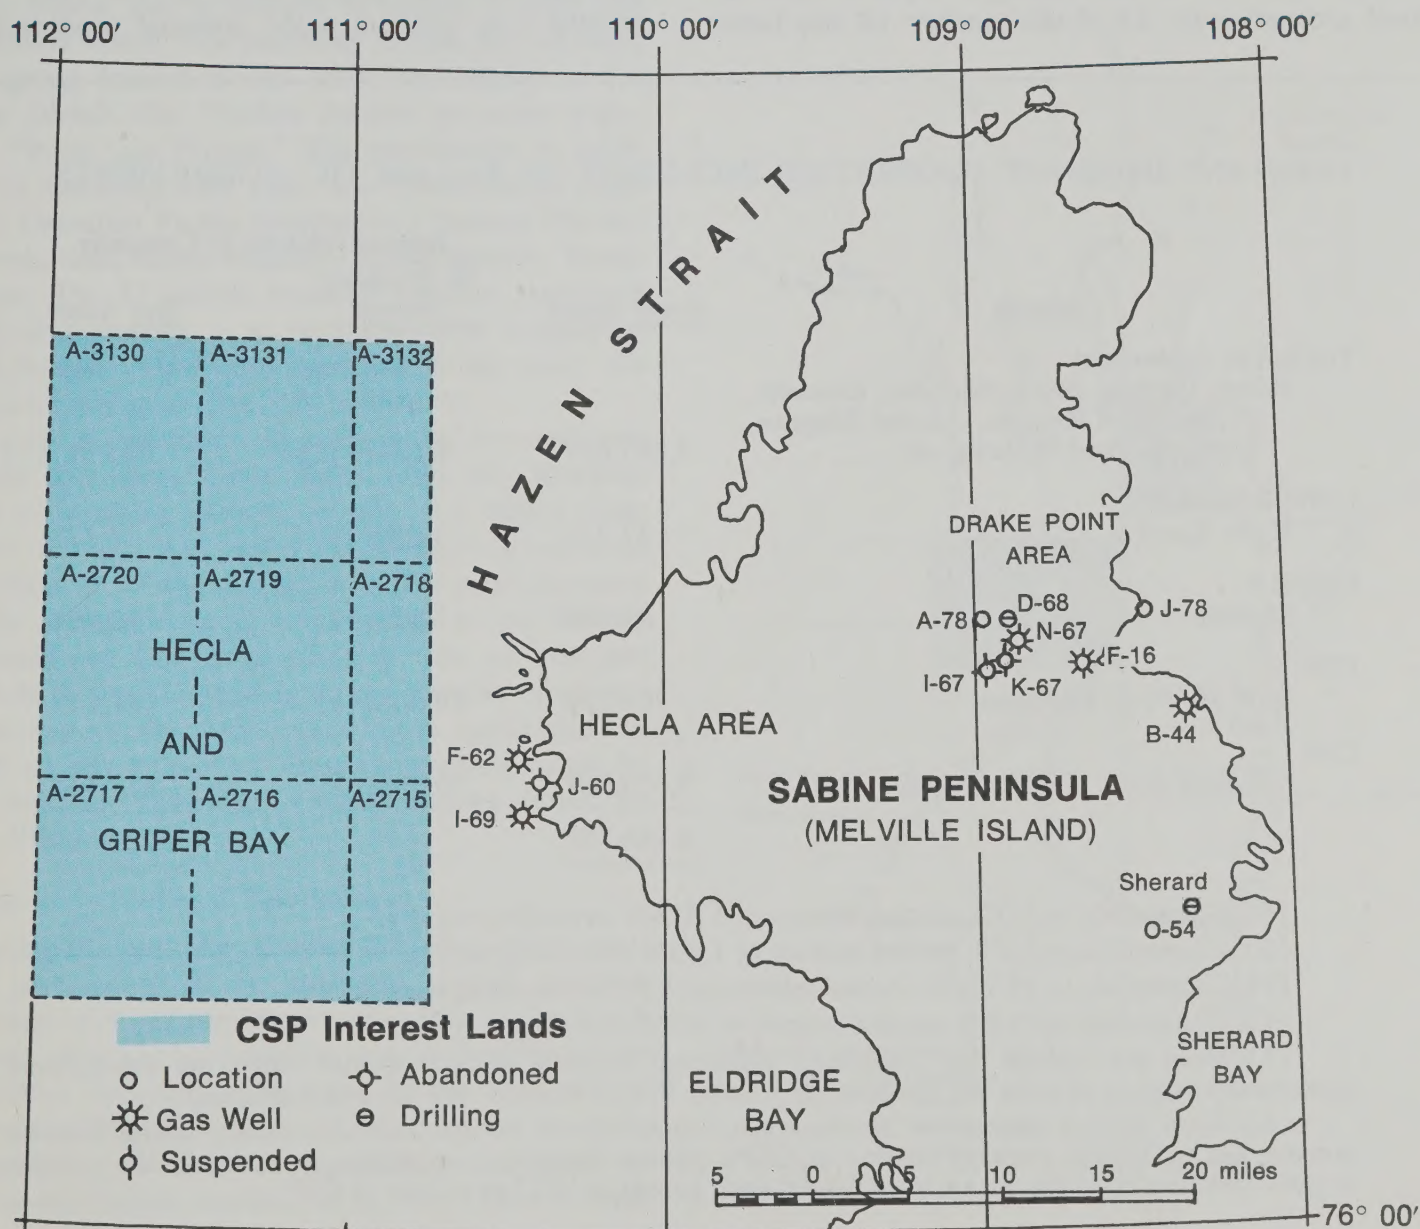 112° 00′ 111° 00′ 110° 00′ 109° 00′ 108° 00′
HAZEN STRAIT
A-3130 A-3131 A-3132
A-2720 A-2719 A-2718
HECLA
AND
A-2717 A-2716 A-2715
GRIPER BAY
DRAKE POINT
AREA
A-78
D-68
J-78
N-67
F-16
I-67
K-67
B-44
HECLA AREA
F-62
J-60
I-69
SABINE PENINSULA
(MELVILLE ISLAND)
Sherard
O-54
SHERARD
BAY
ELDRIDGE
BAY
CSP Interest Lands
Location
Abandoned
Gas Well
Drilling
Suspended
5 0 5 10 15 20 miles
76° 00′